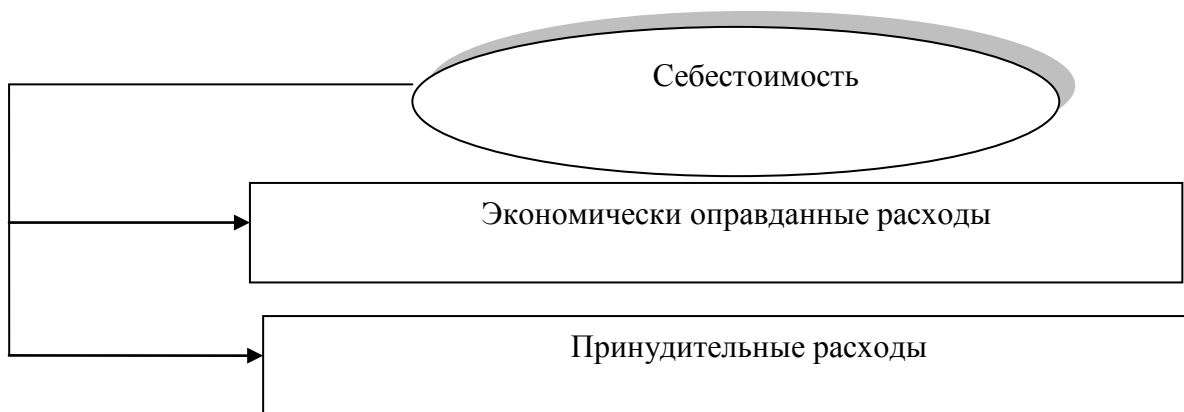 Себестоимость
Экономически оправданные расходы
Принудительные расходы